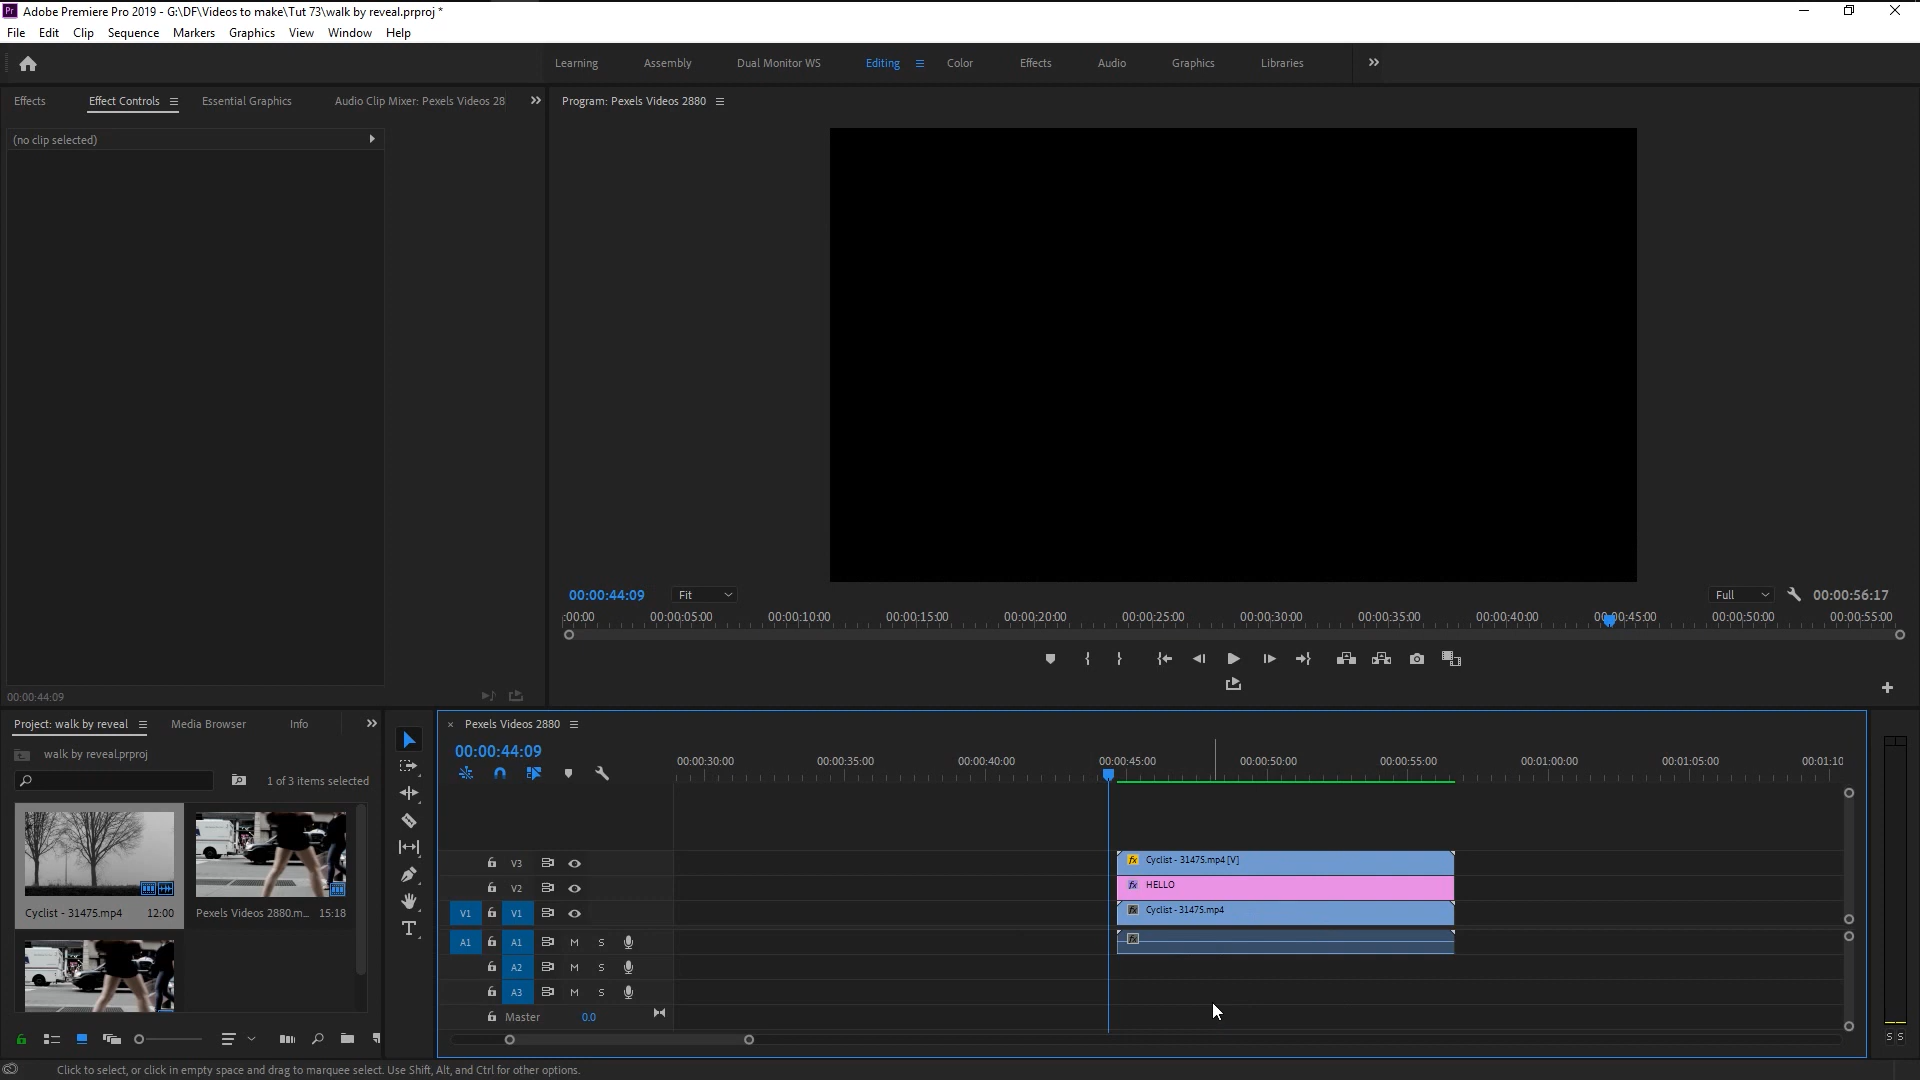 Pr Adobe Premiere Pro 2019 - G:\DF\Videos to make\Tut 73\walk by reveal.prproj *
File Edit Clip Sequence Markers Graphics View Window Help
Learning Assembly Dual Monitor WS Editing Color Effects Audio Graphics Libraries
Effects Effect Controls Essential Graphics Audio Clip Mixer: Pexels Videos 28
Program: Pexels Videos 2880
(no clip selected)
00:00:44:09 Fit Full 00:00:56:17
:00:00 00:00:05:00 00:00:10:00 00:00:15:00 00:00:20:00 00:00:25:00 00:00:30:00 00:00:35:00 00:00:40:00 00:00:45:00 00:00:50:00 00:00:55:00
00:00:44:09
Project: walk by reveal Media Browser Info
walk by reveal.prproj
1 of 3 items selected
Cyclist - 31475.mp4 12:00
Pexels Videos 2880.m... 15:18
× Pexels Videos 2880
00:00:44:09
00:00:30:00 00:00:35:00 00:00:40:00 00:00:45:00 00:00:50:00 00:00:55:00 00:01:00:00 00:01:05:00 00:01:10
V3 fx Cyclist - 31475.mp4 [V]
V2 fx HELLO
V1 V1 fx Cyclist - 31475.mp4
A1 A1 M S fx
A2 M S
A3 M S
Master 0.0
S S
T
Click to select, or click in empty space and drag to marquee select. Use Shift, Alt, and Ctrl for other options.